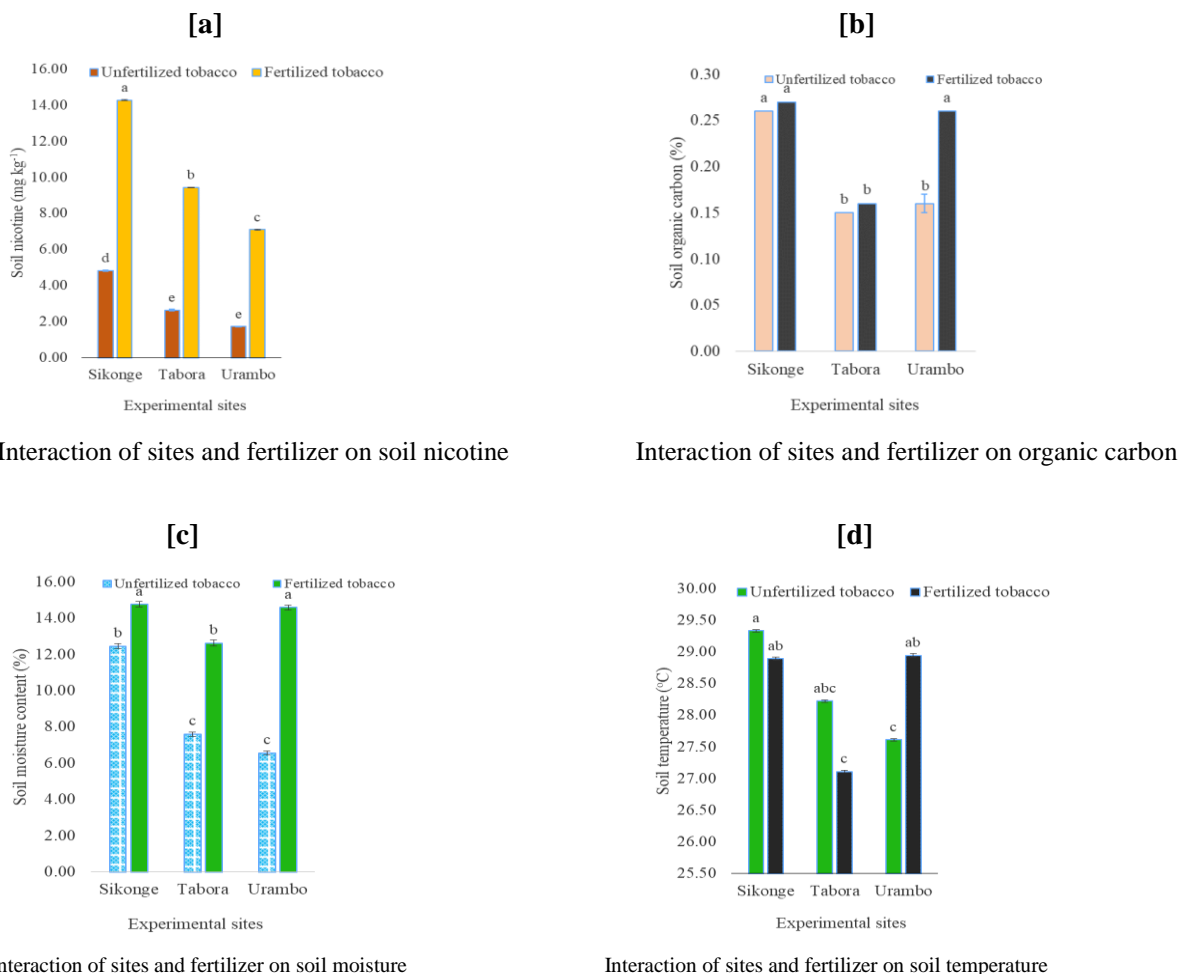 [a]
16.00
Unfertilized tobacco
Fertilized tobacco
a
14.00
12.00
b
10.00
8.00
c
6.00
d
4.00
e
e
2.00
0.00
Soil nicotine (mg kg⁻¹)
Sikonge Tabora Urambo
Experimental sites
Interaction of sites and fertilizer on soil nicotine
[b]
0.30
Unfertilized tobacco
Fertilized tobacco
a
a
a
0.25
0.20
b
b
b
0.15
0.10
0.05
0.00
Soil organic carbon (%)
Sikonge Tabora Urambo
Experimental sites
Interaction of sites and fertilizer on organic carbon
[c]
16.00
Unfertilized tobacco
Fertilized tobacco
a
a
14.00
b
b
12.00
10.00
8.00
c
c
6.00
4.00
2.00
0.00
Soil moisture content (%)
Sikonge Tabora Urambo
Experimental sites
nteraction of sites and fertilizer on soil moisture
[d]
30.00
Unfertilized tobacco
Fertilized tobacco
29.50
a
ab
ab
29.00
28.50
abc
28.00
c
27.50
c
27.00
26.50
26.00
25.50
Soil temperature (°C)
Sikonge Tabora Urambo
Experimental sites
Interaction of sites and fertilizer on soil temperature